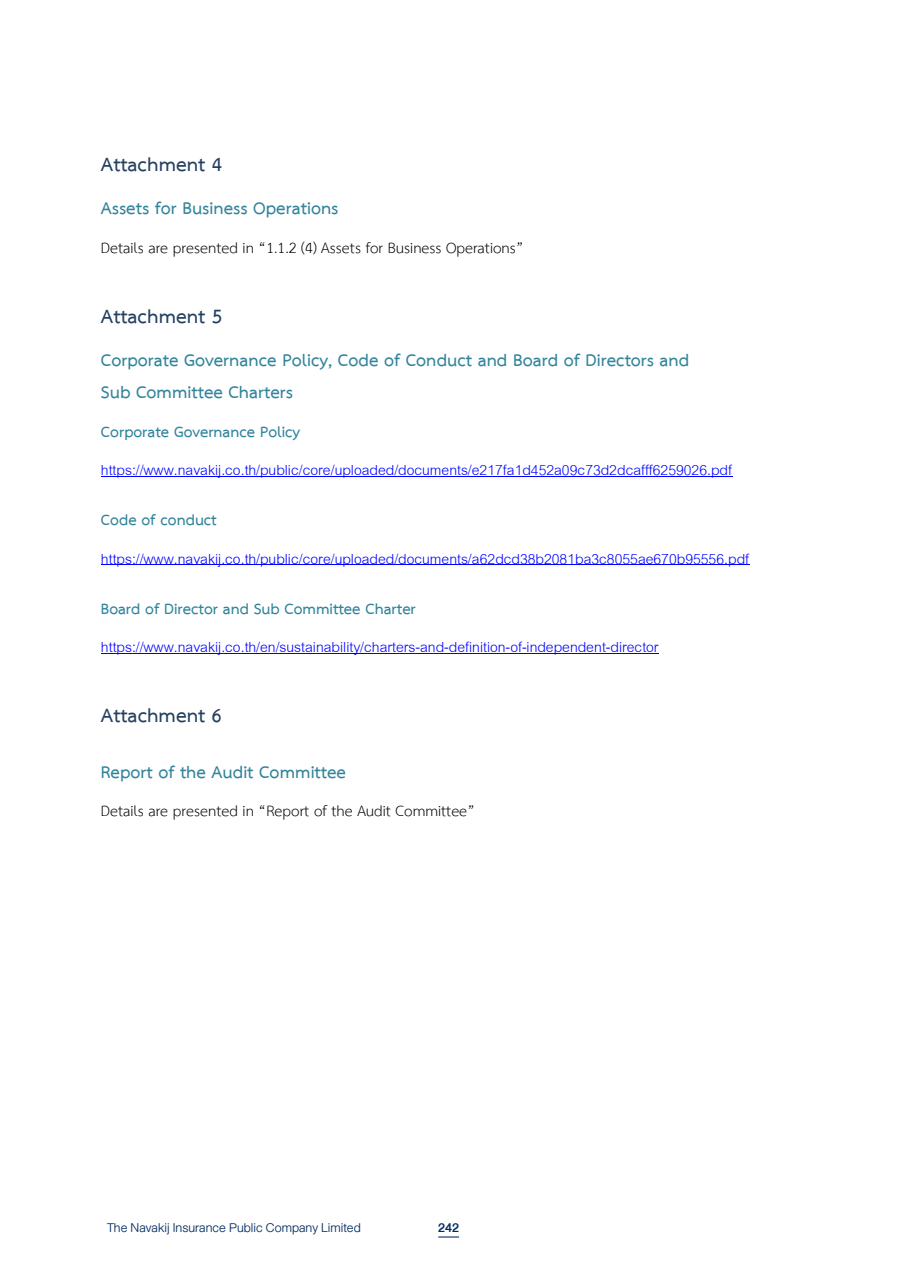 Attachment 4
Assets for Business Operations
Details are presented in “1.1.2 (4) Assets for Business Operations”
Attachment 5
Corporate Governance Policy, Code of Conduct and Board of Directors and
Sub Committee Charters
Corporate Governance Policy
https://www.navakij.co.th/public/core/uploaded/documents/e217fa1d452a09c73d2dcafff6259026.pdf
Code of conduct
https://www.navakij.co.th/public/core/uploaded/documents/a62dcd38b2081ba3c8055ae670b95556.pdf
Board of Director and Sub Committee Charter
https://www.navakij.co.th/en/sustainability/charters-and-definition-of-independent-director
Attachment 6
Report of the Audit Committee
Details are presented in “Report of the Audit Committee”
The Navakij Insurance Public Company Limited 242